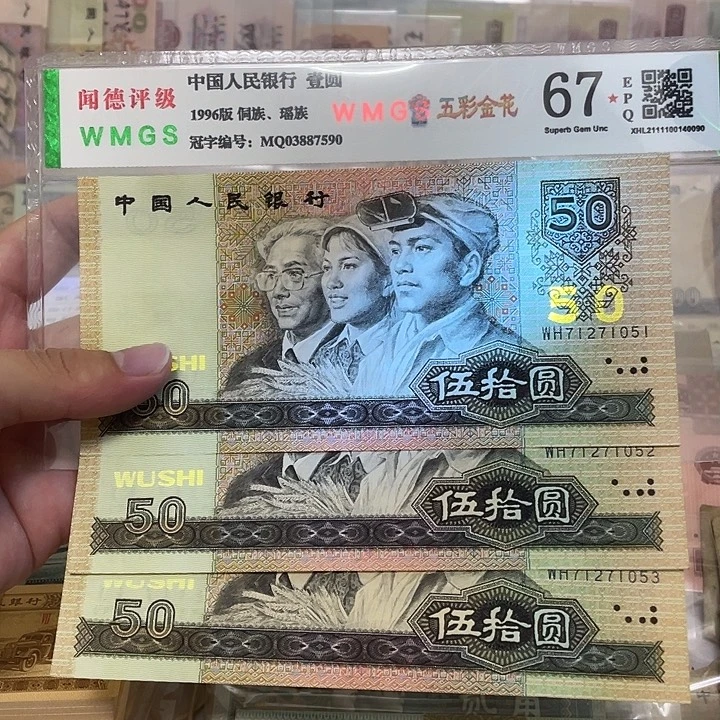 闻德评级
WMGS
中国人民银行 壹圆
1996版 侗族、瑶族
冠字编号：MQ03887590
WMGS 五彩金花
67★
EPQ
Superb Gem Unc
XHL2111100140090
中国人民银行
50
50
WH71271051
50
伍拾圆
WH71271052
WUSHI
50
伍拾圆
WH71271053
WUSHI
50
伍拾圆